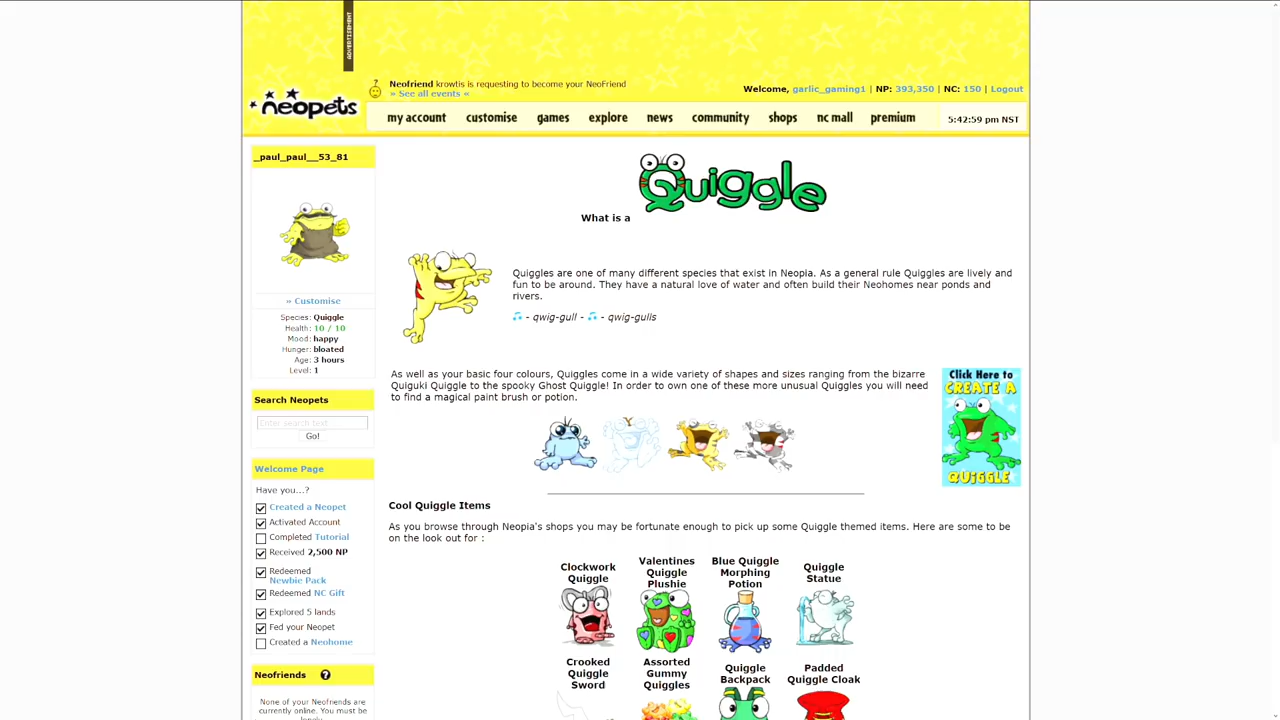 ADVERTISEMENT
Neofriend krowtis is requesting to become your NeoFriend
» See all events «
Welcome, garlic_gaming1 | NP: 393,350 | NC: 150 | Logout
neopets
my account customise games explore news community shops nc mall premium 5:42:59 pm NST
_paul_paul__53_81
» Customise
Species: Quiggle
Health: 10 / 10
Mood: happy
Hunger: bloated
Age: 3 hours
Level: 1
Search Neopets
Enter search text...
Go!
Welcome Page
Have you...?
Created a Neopet
Activated Account
Completed Tutorial
Received 2,500 NP
Redeemed
Newbie Pack
Redeemed NC Gift
Explored 5 lands
Fed your Neopet
Created a Neohome
Neofriends ?
None of your Neofriends are
currently online. You must be
lonely.
What is a Quiggle
Quiggles are one of many different species that exist in Neopia. As a general rule Quiggles are lively and
fun to be around. They have a natural love of water and often build their Neohomes near ponds and
rivers.
- qwig-gull - - qwig-gulls
As well as your basic four colours, Quiggles come in a wide variety of shapes and sizes ranging from the bizarre
Quiguki Quiggle to the spooky Ghost Quiggle! In order to own one of these more unusual Quiggles you will need
to find a magical paint brush or potion.
Click Here to
CREATE A
QUIGGLE
Cool Quiggle Items
As you browse through Neopia's shops you may be fortunate enough to pick up some Quiggle themed items. Here are some to be
on the look out for :
Clockwork
Quiggle
Valentines
Quiggle
Plushie
Blue Quiggle
Morphing
Potion
Quiggle
Statue
Crooked
Quiggle
Sword
Assorted
Gummy
Quiggles
Quiggle
Backpack
Padded
Quiggle Cloak